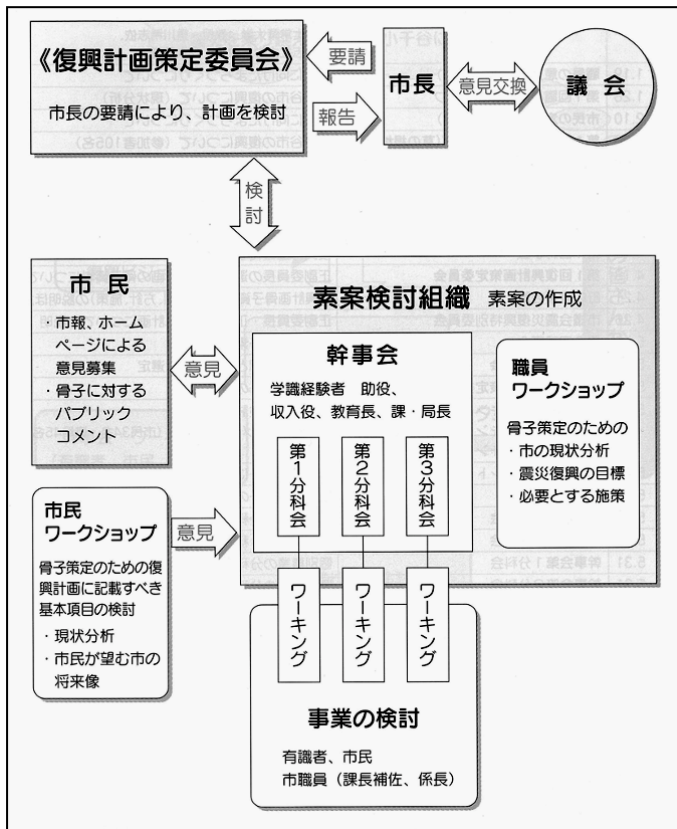 《復興計画策定委員会》
市長の要請により、計画を検討
要請
報告
市長
意見交換
議会
検討
市民
・市報、ホーム
ページによる
意見募集
・骨子に対する
パブリック
コメント
意見
市民
ワークショップ
骨子策定のための復
興計画に記載すべき
基本項目の検討
・現状分析
・市民が望む市の
将来像
意見
素案検討組織 素案の作成
幹事会
学識経験者 助役、
収入役、教育長、課・局長
第1分科会
第2分科会
第3分科会
職員
ワークショップ
骨子策定のための
・市の現状分析
・震災復興の目標
・必要とする施策
ワーキング
ワーキング
ワーキング
事業の検討
有識者、市民
市職員（課長補佐、係長）